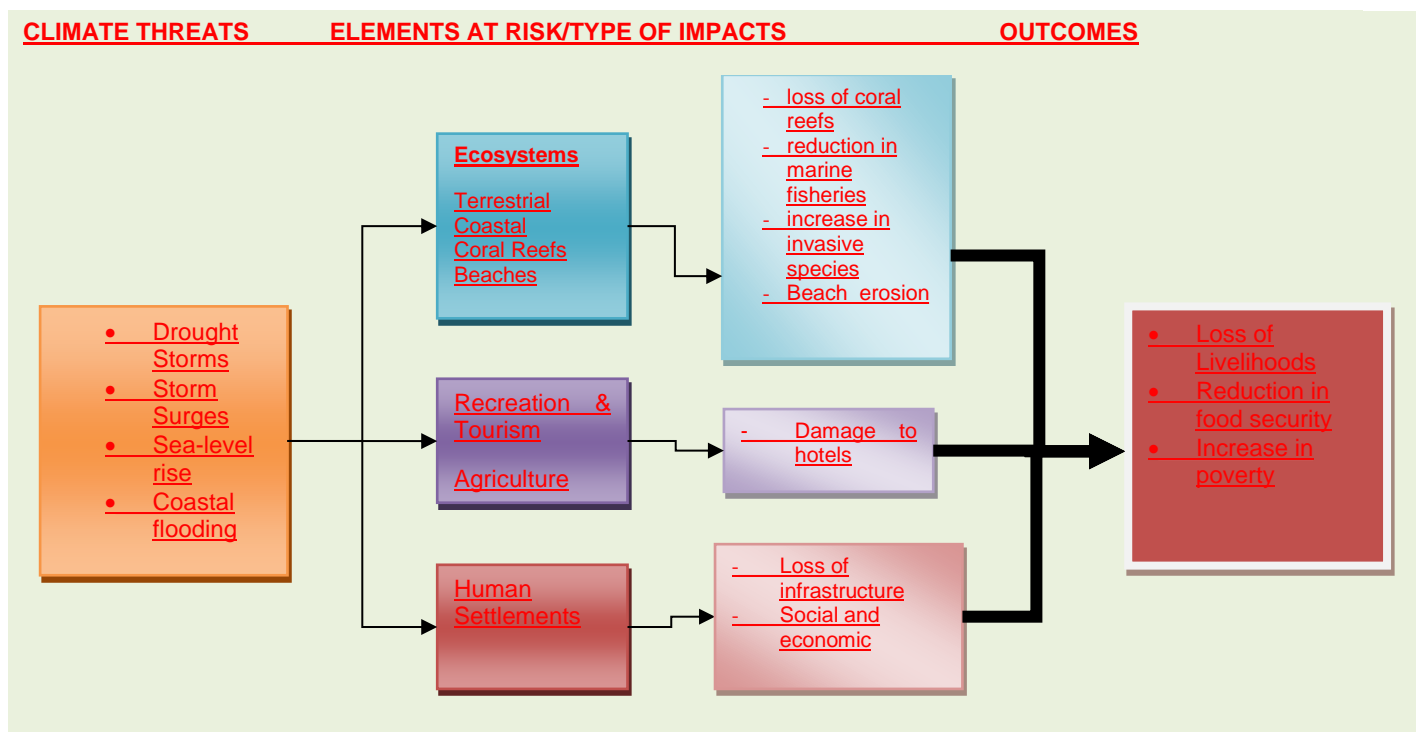 CLIMATE THREATS ELEMENTS AT RISK/TYPE OF IMPACTS OUTCOMES
• Drought
Storms
• Storm
Surges
• Sea-level
rise
• Coastal
flooding
Ecosystems
Terrestrial
Coastal
Coral Reefs
Beaches
- loss of coral
reefs
- reduction in
marine
fisheries
- increase in
invasive
species
- Beach erosion
Recreation &
Tourism
Agriculture
- Damage to
hotels
Human
Settlements
- Loss of
infrastructure
- Social and
economic
• Loss of
Livelihoods
• Reduction in
food security
• Increase in
poverty